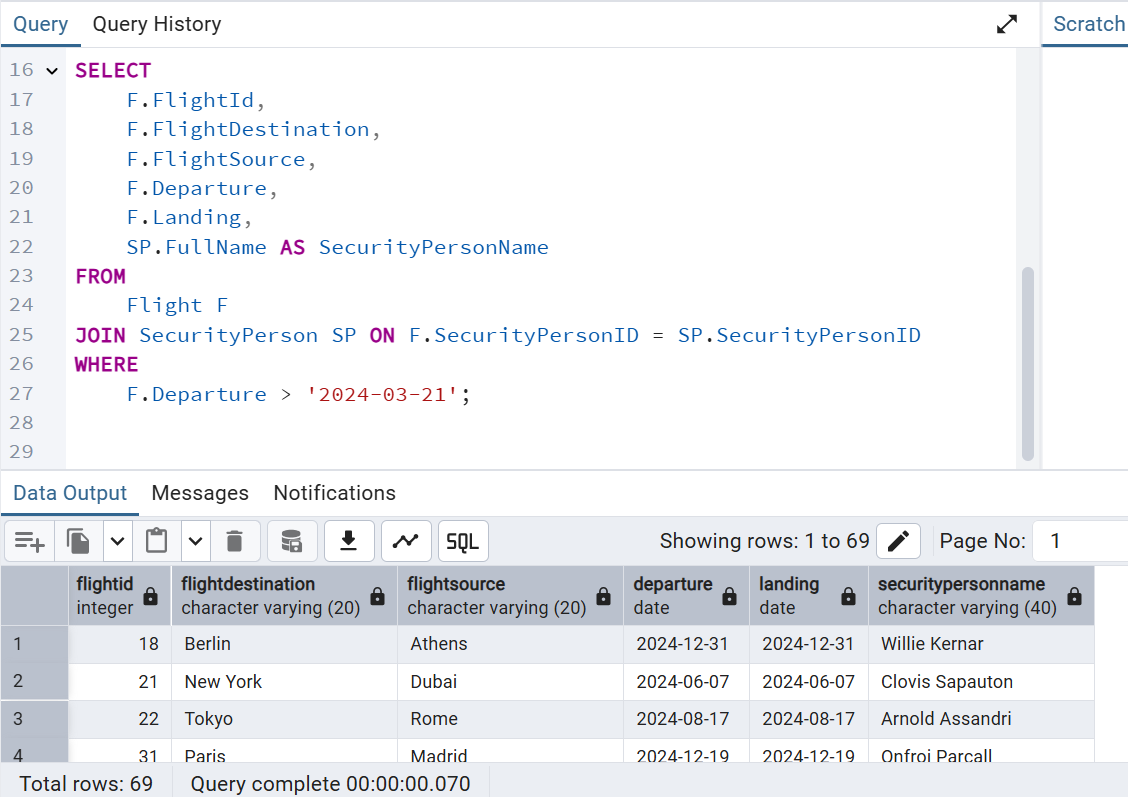 Query Query History Scratch
16 SELECT
17 F.FlightId,
18 F.FlightDestination,
19 F.FlightSource,
20 F.Departure,
21 F.Landing,
22 SP.FullName AS SecurityPersonName
23 FROM
24 Flight F
25 JOIN SecurityPerson SP ON F.SecurityPersonID = SP.SecurityPersonID
26 WHERE
27 F.Departure > '2024-03-21';
28
29
Data Output Messages Notifications
SQL Showing rows: 1 to 69 Page No: 1
flightid flightdestination flightsource departure landing securitypersonname
integer character varying (20) character varying (20) date date character varying (40)
1 18 Berlin Athens 2024-12-31 2024-12-31 Willie Kernar
2 21 New York Dubai 2024-06-07 2024-06-07 Clovis Sapauton
3 22 Tokyo Rome 2024-08-17 2024-08-17 Arnold Assandri
4 31 Paris Madrid 2024-12-19 2024-12-19 Onfroi Parcall
Total rows: 69 Query complete 00:00:00.070